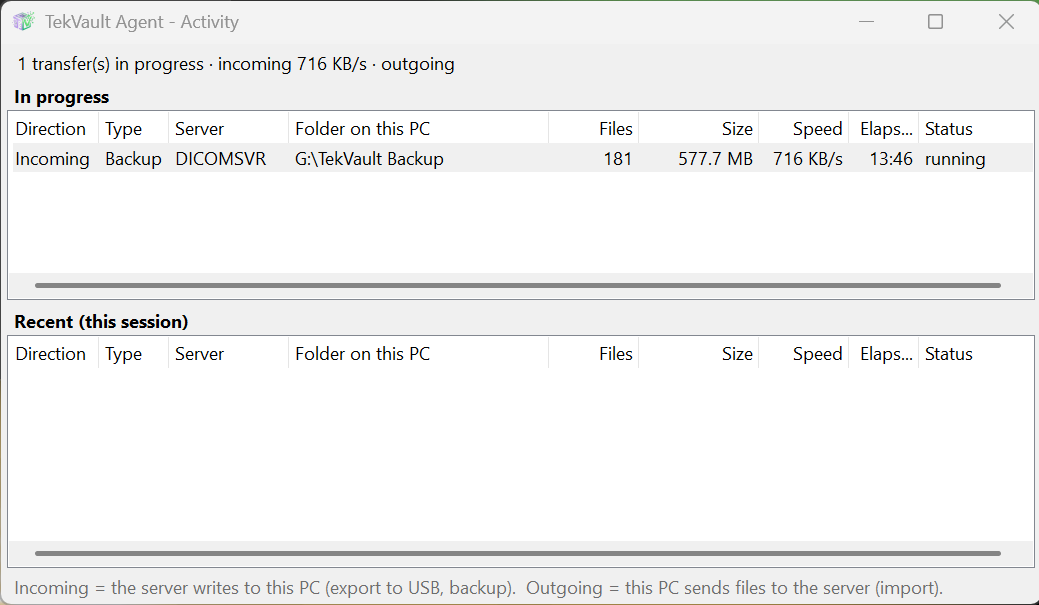 TekVault Agent - Activity
1 transfer(s) in progress · incoming 716 KB/s · outgoing
In progress
Direction Type Server Folder on this PC Files Size Speed Elaps... Status
Incoming Backup DICOMSVR G:\TekVault Backup 181 577.7 MB 716 KB/s 13:46 running
Recent (this session)
Direction Type Server Folder on this PC Files Size Speed Elaps... Status
Incoming = the server writes to this PC (export to USB, backup).  Outgoing = this PC sends files to the server (import).